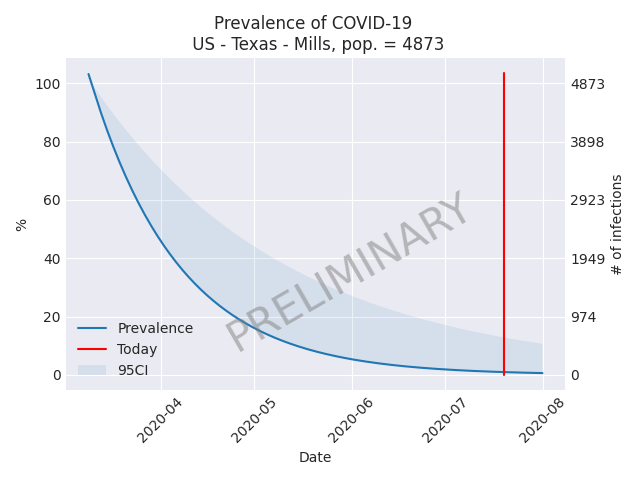 Prevalence of COVID-19
US - Texas - Mills, pop. = 4873
100
80
60
40
20
0
%
4873
3898
2923
1949
974
0
# of infections
PRELIMINARY
Prevalence
Today
95CI
2020-04
2020-05
2020-06
2020-07
2020-08
Date